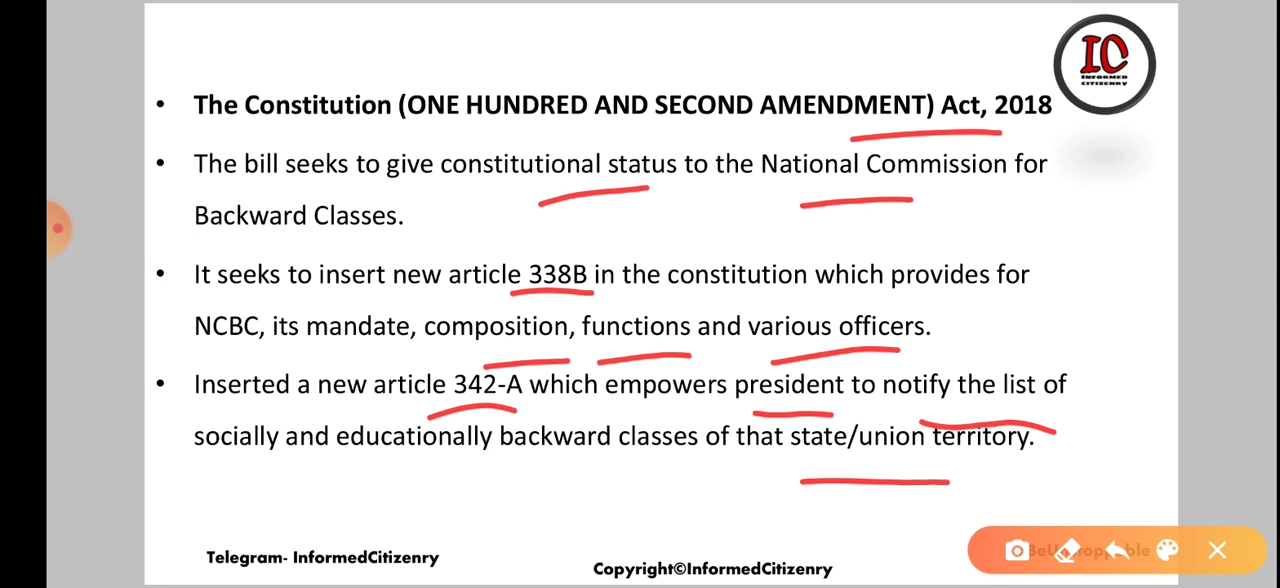 IC
INFORMED
CITIZENRY
• The Constitution (ONE HUNDRED AND SECOND AMENDMENT) Act, 2018
• The bill seeks to give constitutional status to the National Commission for
Backward Classes.
• It seeks to insert new article 338B in the constitution which provides for
NCBC, its mandate, composition, functions and various officers.
• Inserted a new article 342-A which empowers president to notify the list of
socially and educationally backward classes of that state/union territory.
Telegram- InformedCitizenry
Copyright©InformedCitizenry